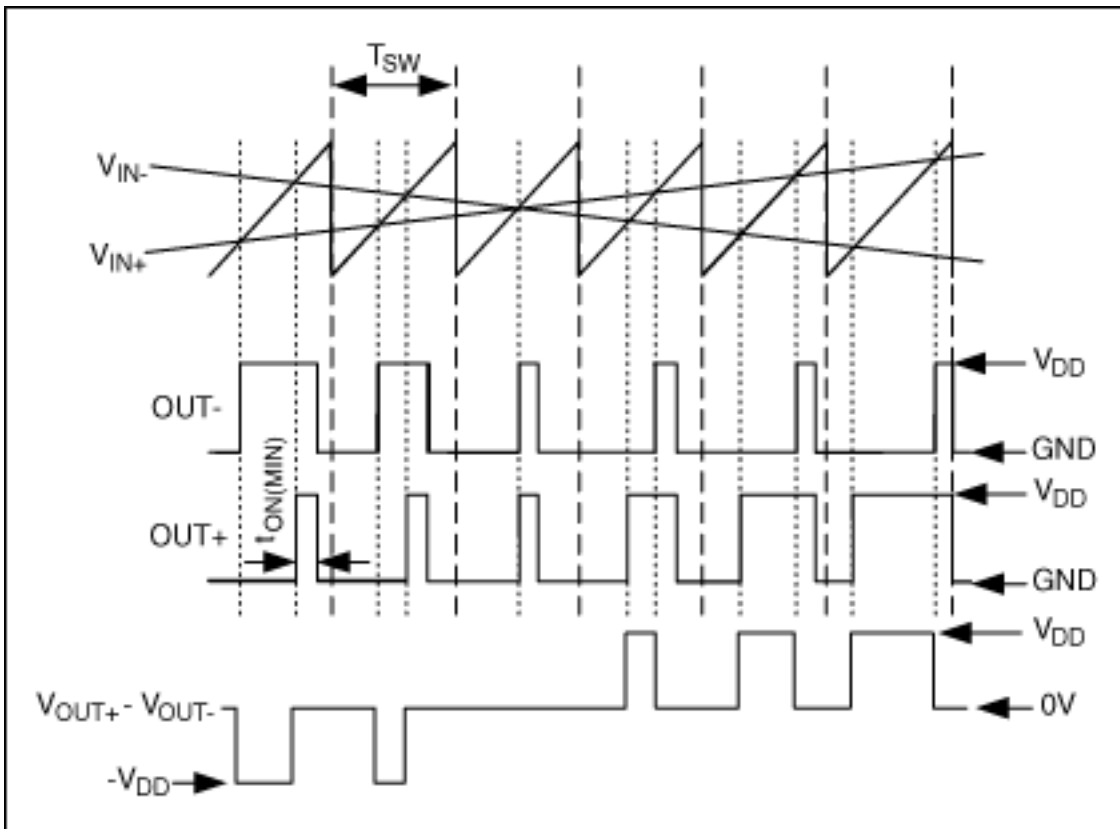 TSW
VIN-
VIN+
VDD
OUT-
GND
tON(MIN)
VDD
OUT+
GND
VDD
VOUT+ - VOUT-
0V
-VDD